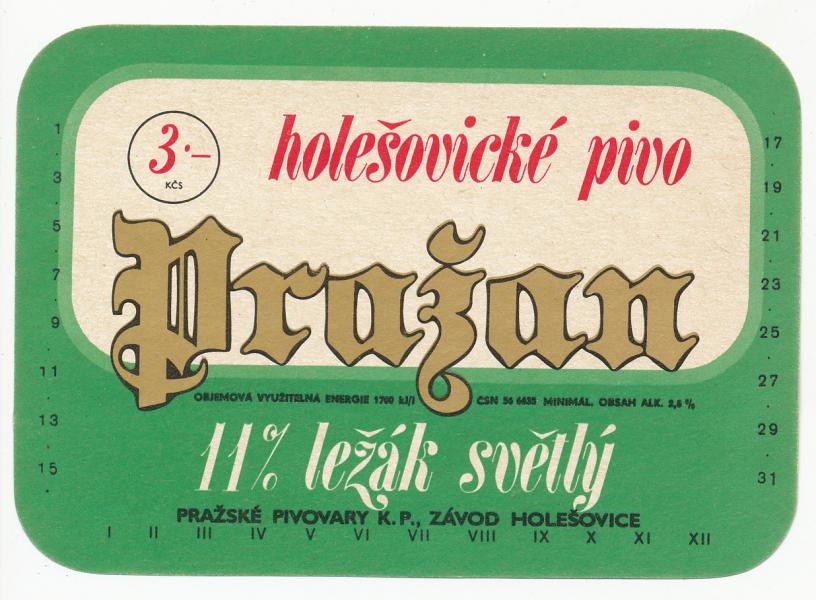 3·–
KČS
holešovické pivo
Pražan
OBJEMOVÁ VYUŽITELNÁ ENERGIE 1700 kJ/l ČSN 56 6635 MINIMÁL. OBSAH ALK. 2,8 %
11% ležák světlý
PRAŽSKÉ PIVOVARY K.P., ZÁVOD HOLEŠOVICE
1
3
5
7
9
11
13
15
17
19
21
23
25
27
29
31
I II III IV V VI VII VIII IX X XI XII